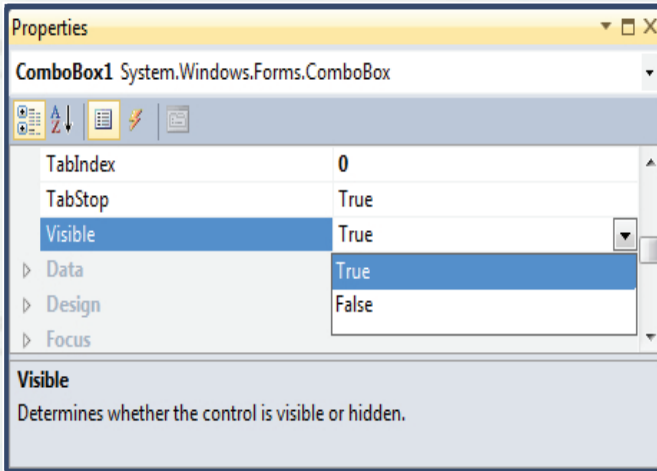 Properties
ComboBox1 System.Windows.Forms.ComboBox
TabIndex 0
TabStop True
Visible True
Data True
Design False
Focus
Visible
Determines whether the control is visible or hidden.